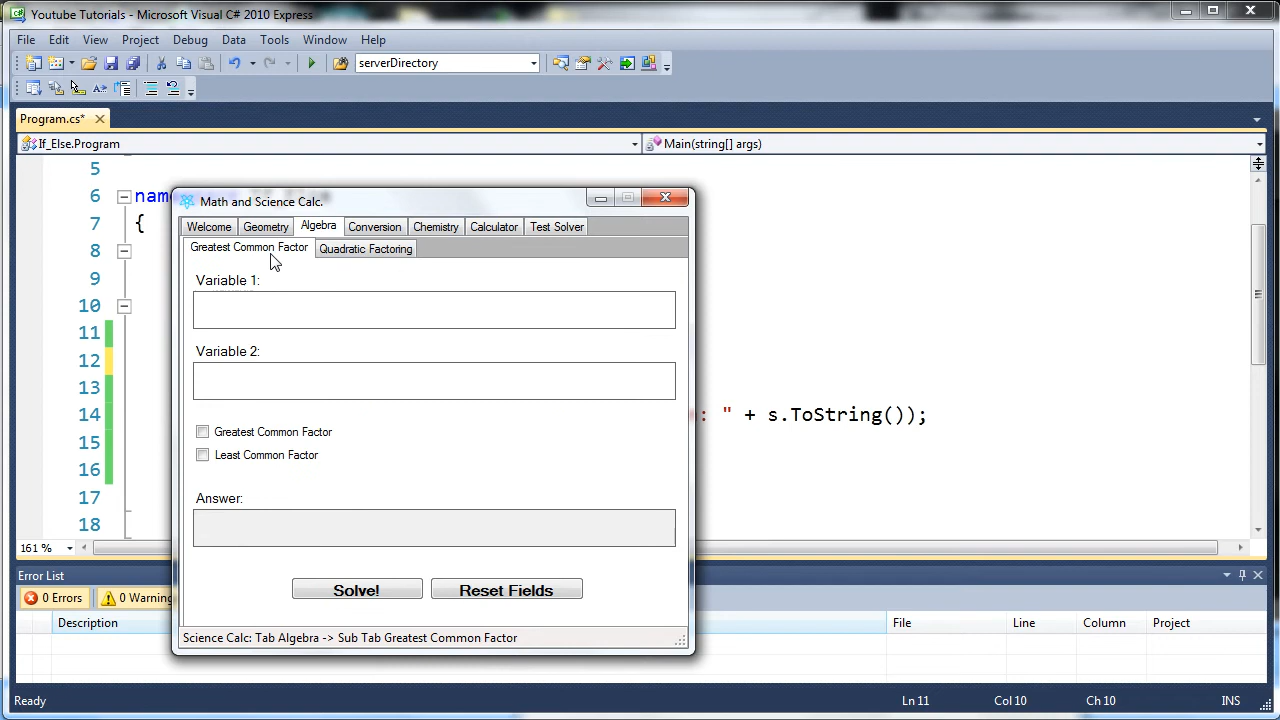 Youtube Tutorials - Microsoft Visual C# 2010 Express
File Edit View Project Debug Data Tools Window Help
serverDirectory
Program.cs* 
If_Else.Program
Main(string[] args)
5
6 namespace If_Else
7 {
8
9
10
11
12
13
14 : " + s.ToString());
15
16
17
18
Math and Science Calc.
Welcome Geometry Algebra Conversion Chemistry Calculator Test Solver
Greatest Common Factor Quadratic Factoring
Variable 1:
Variable 2:
Greatest Common Factor
Least Common Factor
Answer:
Solve! Reset Fields
Science Calc: Tab Algebra -> Sub Tab Greatest Common Factor
161 %
Error List
0 Errors 0 Warning
Description File Line Column Project
Ready Ln 11 Col 10 Ch 10 INS